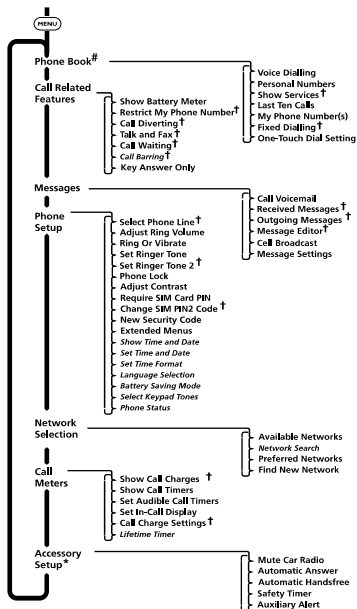 MENU
Phone Book#
Voice Dialling
Personal Numbers
Show Services†
Last Ten Calls
My Phone Number(s)
Fixed Dialling†
One-Touch Dial Setting
Call Related
Features
Show Battery Meter
Restrict My Phone Number†
Call Diverting†
Talk and Fax†
Call Waiting†
Call Barring†
Key Answer Only
Messages
Call Voicemail
Received Messages†
Outgoing Messages†
Message Editor†
Cell Broadcast
Message Settings
Phone
Setup
Select Phone Line†
Adjust Ring Volume
Ring Or Vibrate
Set Ringer Tone
Set Ringer Tone 2†
Phone Lock
Adjust Contrast
Require SIM Card PIN
Change SIM PIN2 Code†
New Security Code
Extended Menus
Show Time and Date
Set Time and Date
Set Time Format
Language Selection
Battery Saving Mode
Select Keypad Tones
Phone Status
Network
Selection
Available Networks
Network Search
Preferred Networks
Find New Network
Call
Meters
Show Call Charges †
Show Call Timers
Set Audible Call Timers
Set In-Call Display
Call Charge Settings†
Lifetime Timer
Accessory
Setup*
Mute Car Radio
Automatic Answer
Automatic Handsfree
Safety Timer
Auxiliary Alert